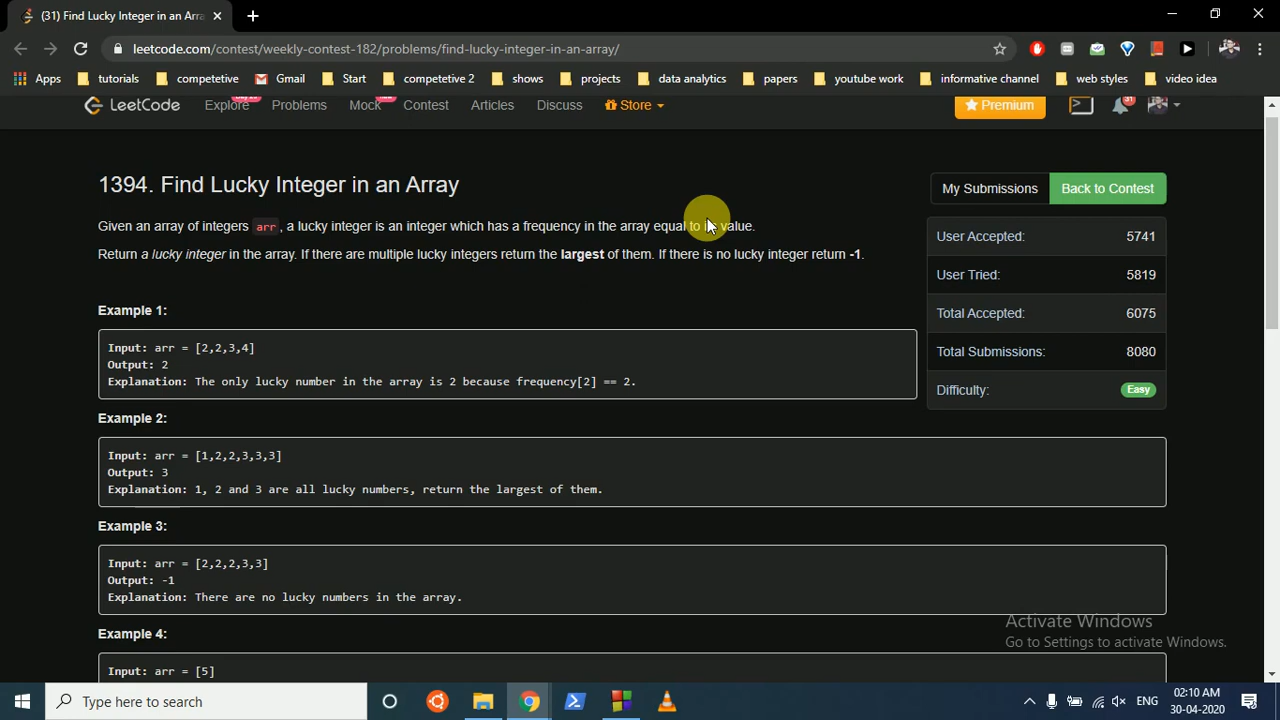 (31) Find Lucky Integer in an Arra
leetcode.com/contest/weekly-contest-182/problems/find-lucky-integer-in-an-array/
Apps tutorials competetive Gmail Start competetive 2 shows projects data analytics papers youtube work informative channel web styles video idea
LeetCode Explore Problems Mock Contest Articles Discuss Store Premium 31
1394. Find Lucky Integer in an Array
My Submissions Back to Contest
Given an array of integers arr, a lucky integer is an integer which has a frequency in the array equal to its value.
Return a lucky integer in the array. If there are multiple lucky integers return the largest of them. If there is no lucky integer return -1.
User Accepted: 5741
User Tried: 5819
Total Accepted: 6075
Total Submissions: 8080
Difficulty: Easy
Example 1:
Input: arr = [2,2,3,4]
Output: 2
Explanation: The only lucky number in the array is 2 because frequency[2] == 2.
Example 2:
Input: arr = [1,2,2,3,3,3]
Output: 3
Explanation: 1, 2 and 3 are all lucky numbers, return the largest of them.
Example 3:
Input: arr = [2,2,2,3,3]
Output: -1
Explanation: There are no lucky numbers in the array.
Example 4:
Input: arr = [5]
Activate Windows
Go to Settings to activate Windows.
Type here to search
ENG
02:10 AM
30-04-2020